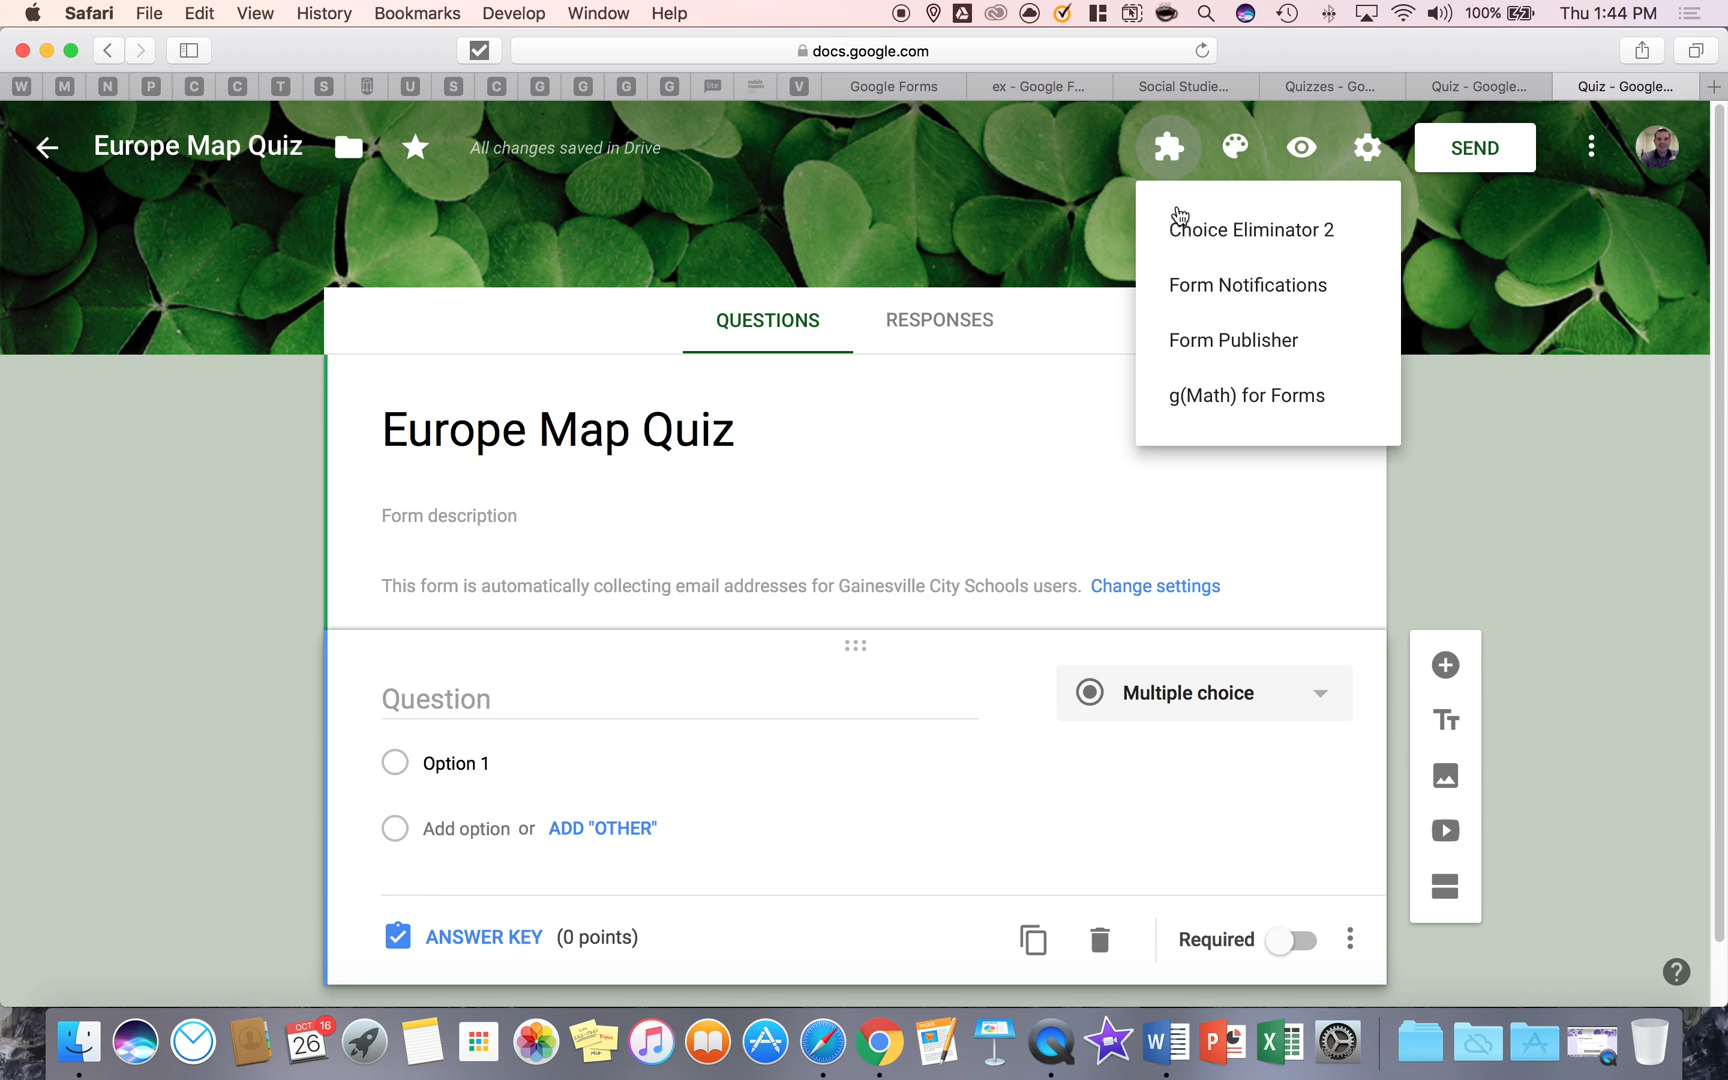 Safari File Edit View History Bookmarks Develop Window Help 100% Thu 1:44 PM
docs.google.com
W M N P C C T S U S C G G G G lite V Google Forms ex - Google F... Social Studie... Quizzes - Go... Quiz - Google... Quiz - Google...
Europe Map Quiz All changes saved in Drive SEND
Choice Eliminator 2
Form Notifications
Form Publisher
g(Math) for Forms
QUESTIONS RESPONSES
Europe Map Quiz
Form description
This form is automatically collecting email addresses for Gainesville City Schools users. Change settings
Question Multiple choice
Option 1
Add option or ADD "OTHER"
ANSWER KEY (0 points) Required
OCT 16
26